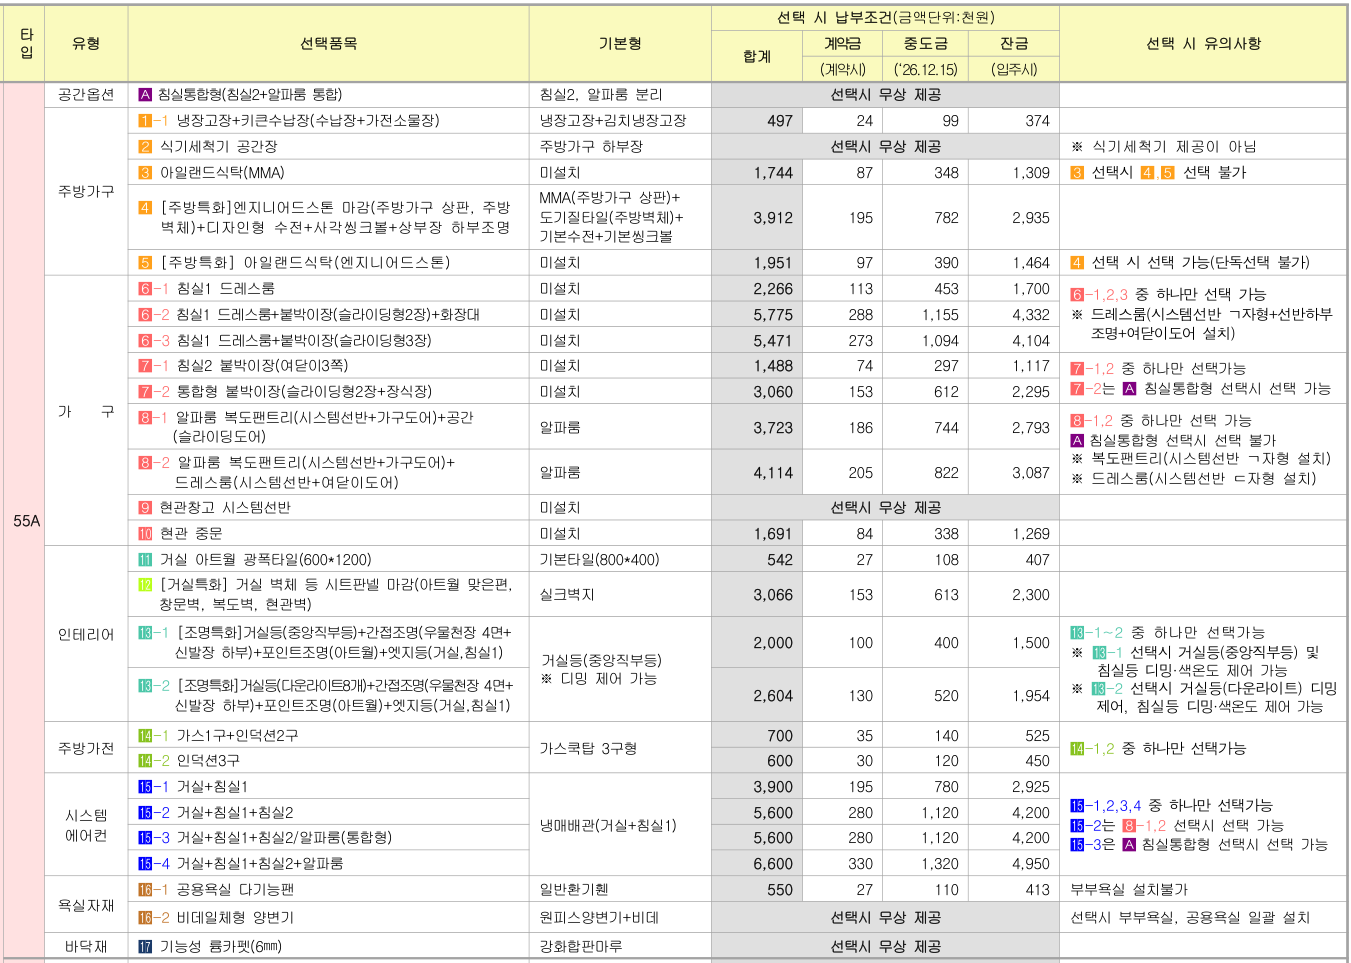 타입 유형 선택품목 기본형 선택 시 납부조건(금액단위:천원) 선택 시 유의사항
합계 계약금 중도금 잔금
(계약시) (‘26.12.15) (입주시)
55A
공간옵션 A 침실통합형(침실2+알파룸 통합) 침실2, 알파룸 분리 선택시 무상 제공
주방가구
1-1 냉장고장+키큰수납장(수납장+가전소물장) 냉장고장+김치냉장고장 497 24 99 374
2 식기세척기 공간장 주방가구 하부장 선택시 무상 제공 ※ 식기세척기 제공이 아님
3 아일랜드식탁(MMA) 미설치 1,744 87 348 1,309 3 선택시 4,5 선택 불가
4 [주방특화]엔지니어드스톤 마감(주방가구 상판, 주방
벽체)+디자인형 수전+사각씽크볼+상부장 하부조명
MMA(주방가구 상판)+
도기질타일(주방벽체)+
기본수전+기본씽크볼
3,912 195 782 2,935
5 [주방특화] 아일랜드식탁(엔지니어드스톤) 미설치 1,951 97 390 1,464 4 선택 시 선택 가능(단독선택 불가)
가 구
6-1 침실1 드레스룸 미설치 2,266 113 453 1,700
6-2 침실1 드레스룸+붙박이장(슬라이딩형2장)+화장대 미설치 5,775 288 1,155 4,332
6-3 침실1 드레스룸+붙박이장(슬라이딩형3장) 미설치 5,471 273 1,094 4,104
6-1,2,3 중 하나만 선택 가능
※ 드레스룸(시스템선반 ㄱ자형+선반하부
조명+여닫이도어 설치)
7-1 침실2 붙박이장(여닫이3쪽) 미설치 1,488 74 297 1,117
7-2 통합형 붙박이장(슬라이딩형2장+장식장) 미설치 3,060 153 612 2,295
7-1,2 중 하나만 선택가능
7-2는 A 침실통합형 선택시 선택 가능
8-1 알파룸 복도팬트리(시스템선반+가구도어)+공간
(슬라이딩도어)
알파룸 3,723 186 744 2,793
8-2 알파룸 복도팬트리(시스템선반+가구도어)+
드레스룸(시스템선반+여닫이도어)
알파룸 4,114 205 822 3,087
8-1,2 중 하나만 선택 가능
A 침실통합형 선택시 선택 불가
※ 복도팬트리(시스템선반 ㄱ자형 설치)
※ 드레스룸(시스템선반 ㄷ자형 설치)
9 현관창고 시스템선반 미설치 선택시 무상 제공
10 현관 중문 미설치 1,691 84 338 1,269
인테리어
11 거실 아트월 광폭타일(600*1200) 기본타일(800*400) 542 27 108 407
12 [거실특화] 거실 벽체 등 시트판넬 마감(아트월 맞은편,
창문벽, 복도벽, 현관벽)
실크벽지 3,066 153 613 2,300
13-1 [조명특화]거실등(중앙직부등)+간접조명(우물천장 4면+
신발장 하부)+포인트조명(아트월)+엣지등(거실,침실1)
2,000 100 400 1,500
13-2 [조명특화]거실등(다운라이트8개)+간접조명(우물천장 4면+
신발장 하부)+포인트조명(아트월)+엣지등(거실,침실1)
2,604 130 520 1,954
거실등(중앙직부등)
※ 디밍 제어 가능
13-1~2 중 하나만 선택가능
※ 13-1 선택시 거실등(중앙직부등) 및
침실등 디밍·색온도 제어 가능
※ 13-2 선택시 거실등(다운라이트) 디밍
제어, 침실등 디밍·색온도 제어 가능
주방가전
14-1 가스1구+인덕션2구 700 35 140 525
14-2 인덕션3구 600 30 120 450
가스쿡탑 3구형
14-1,2 중 하나만 선택가능
시스템
에어컨
15-1 거실+침실1 3,900 195 780 2,925
15-2 거실+침실1+침실2 5,600 280 1,120 4,200
15-3 거실+침실1+침실2/알파룸(통합형) 5,600 280 1,120 4,200
15-4 거실+침실1+침실2+알파룸 6,600 330 1,320 4,950
냉매배관(거실+침실1)
15-1,2,3,4 중 하나만 선택가능
15-2는 8-1,2 선택시 선택 가능
15-3은 A 침실통합형 선택시 선택 가능
욕실자재
16-1 공용욕실 다기능팬 일반환기휀 550 27 110 413 부부욕실 설치불가
16-2 비데일체형 양변기 원피스양변기+비데 선택시 무상 제공 선택시 부부욕실, 공용욕실 일괄 설치
바닥재 17 기능성 륨카펫(6㎜) 강화합판마루 선택시 무상 제공